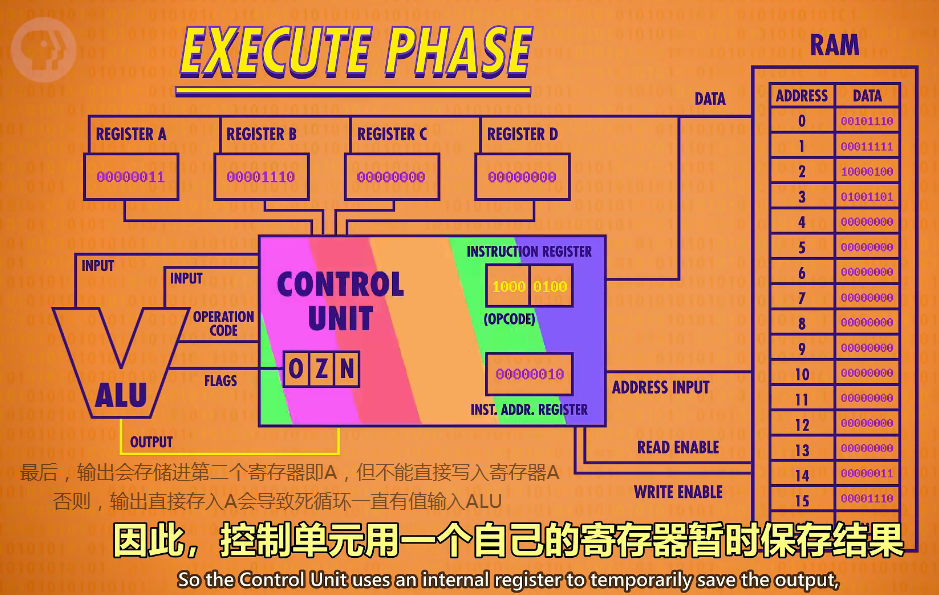 EXECUTE PHASE
RAM
DATA
ADDRESS DATA
0 00101110
1 00011111
2 10000100
3 01001101
4 00000000
5 00000000
6 00000000
7 00000000
8 00000000
9 00000000
10 00000000
11 00000000
12 00000000
13 00000000
14 00000011
15 00001110
REGISTER A
REGISTER B
REGISTER C
REGISTER D
00000011
00001110
00000000
00000000
INPUT
INPUT
OPERATION
CODE
FLAGS
ALU
OUTPUT
CONTROL
UNIT
O Z N
INSTRUCTION REGISTER
1000 0100
(OPCODE)
00000010
INST. ADDR. REGISTER
ADDRESS INPUT
READ ENABLE
WRITE ENABLE
最后，输出会存储进第二个寄存器即A，但不能直接写入寄存器A
否则，输出直接存入A会导致死循环一直有值输入ALU
因此，控制单元用一个自己的寄存器暂时保存结果
So the Control Unit uses an internal register to temporarily save the output,